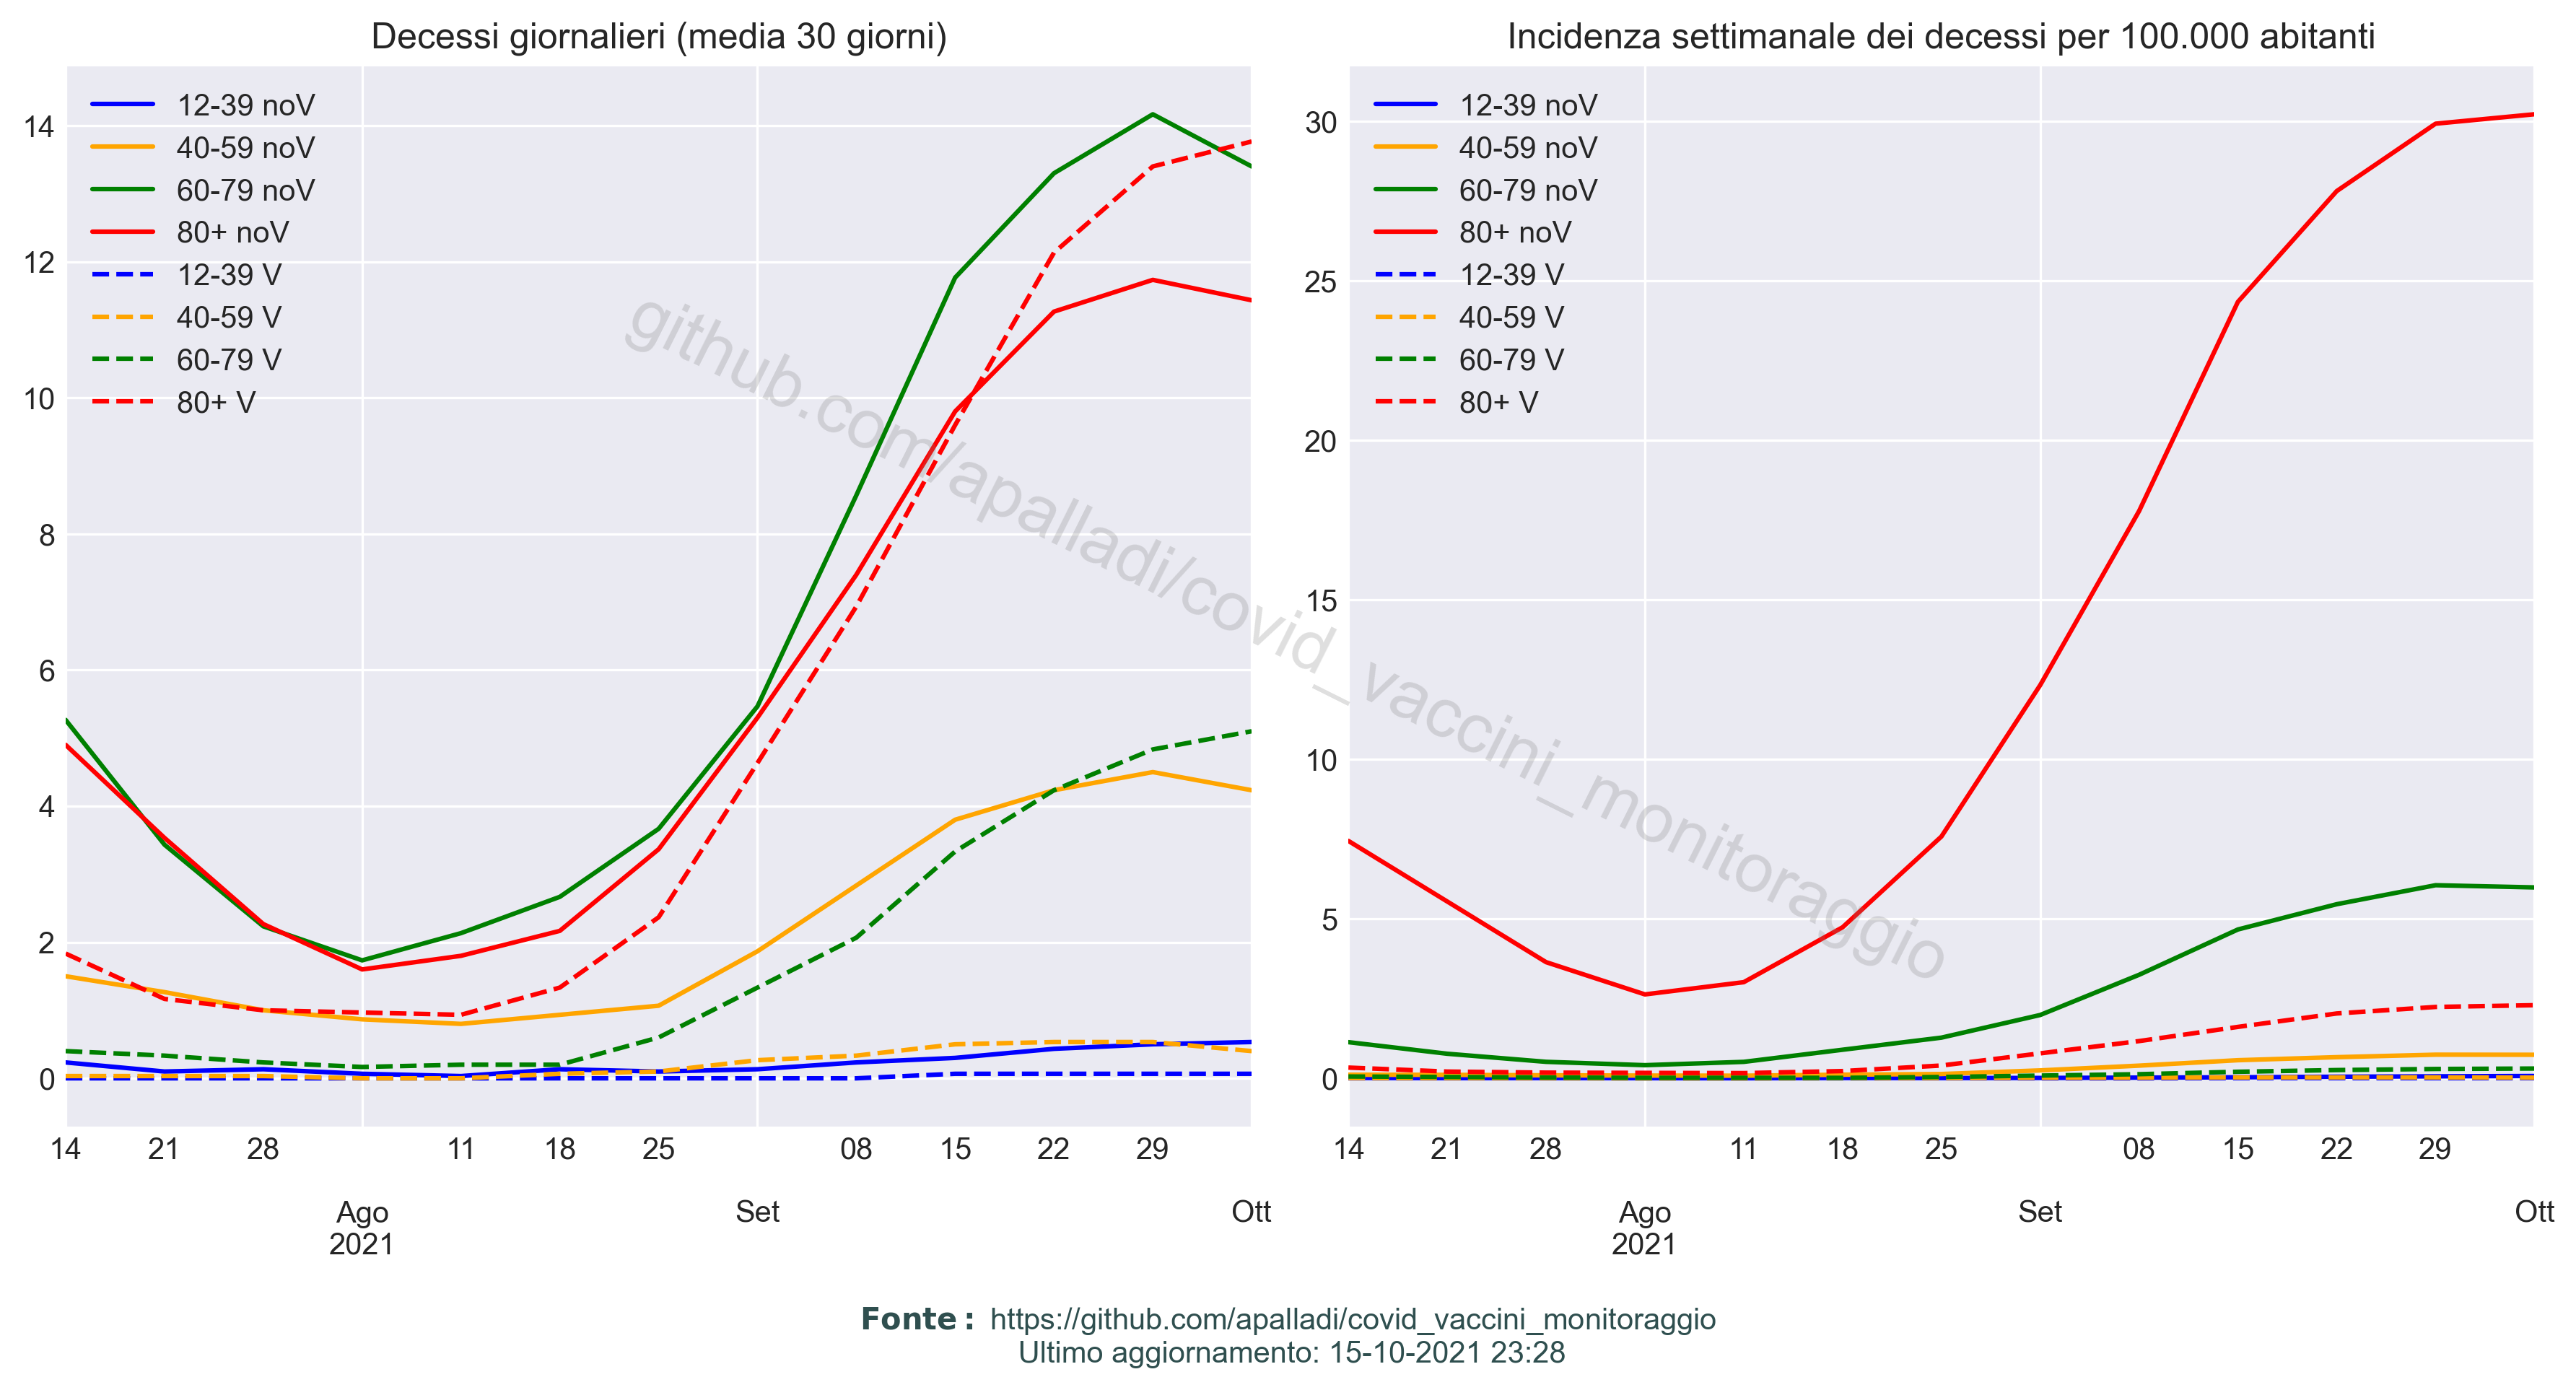 Decessi giornalieri (media 30 giorni)
14
12
10
8
6
4
2
0
12-39 noV
40-59 noV
60-79 noV
80+ noV
12-39 V
40-59 V
60-79 V
80+ V
14 21 28 11 18 25 08 15 22 29
Ago Set Ott
2021
Incidenza settimanale dei decessi per 100.000 abitanti
30
25
20
15
10
5
0
12-39 noV
40-59 noV
60-79 noV
80+ noV
12-39 V
40-59 V
60-79 V
80+ V
14 21 28 11 18 25 08 15 22 29
Ago Set Ott
2021
github.com/apalladi/covid_vaccini_monitoraggio
Fonte: https://github.com/apalladi/covid_vaccini_monitoraggio
Ultimo aggiornamento: 15-10-2021 23:28